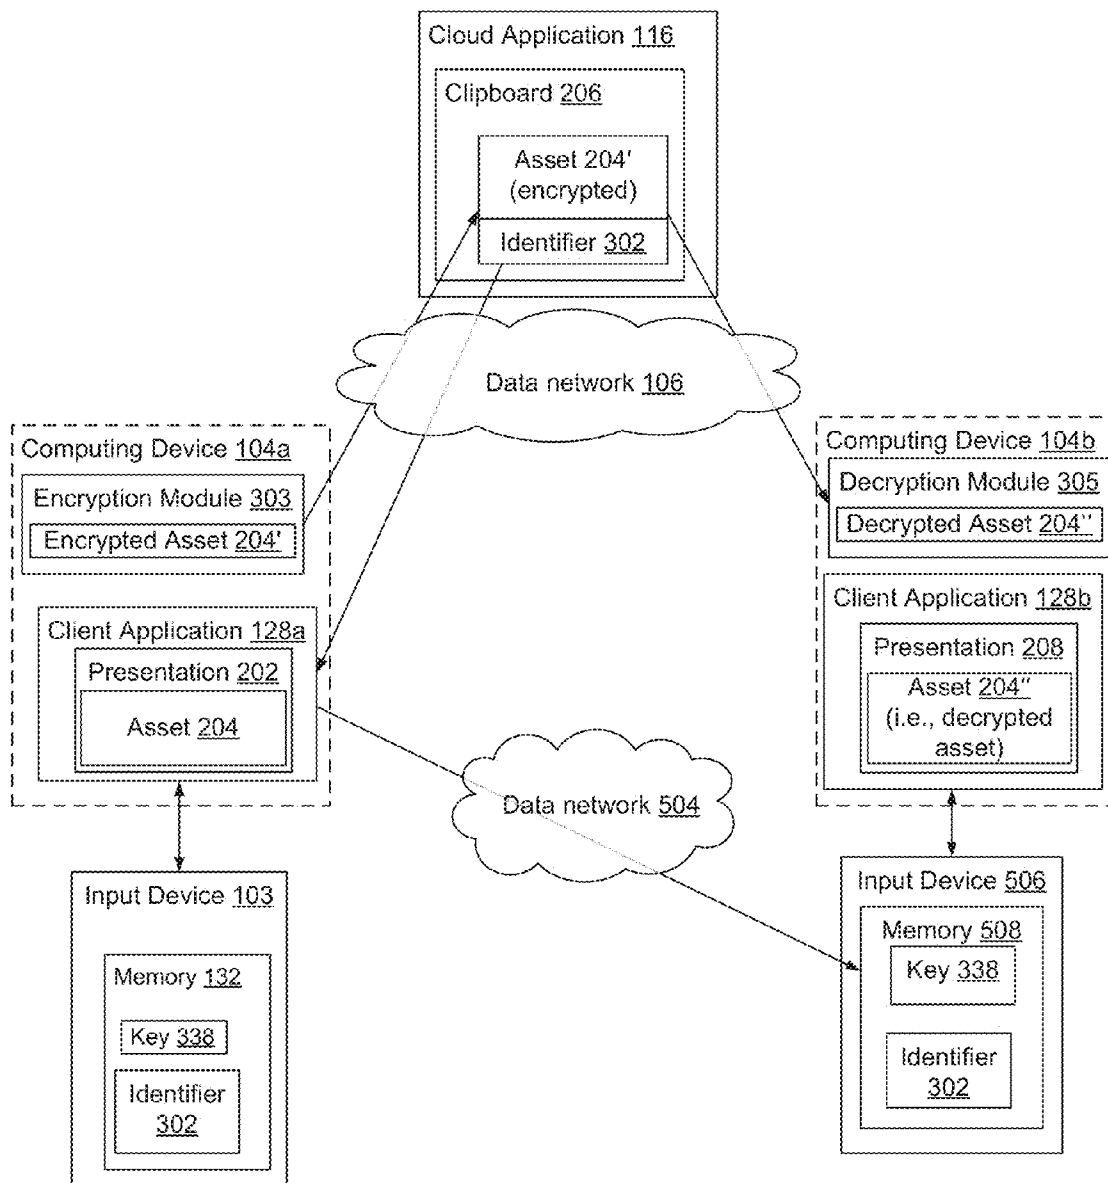 Cloud Application 116
Clipboard 206
Asset 204'
(encrypted)
Identifier 302
Data network 106
Computing Device 104a
Encryption Module 303
Encrypted Asset 204'
Client Application 128a
Presentation 202
Asset 204
Computing Device 104b
Decryption Module 305
Decrypted Asset 204''
Client Application 128b
Presentation 208
Asset 204''
(i.e., decrypted
asset)
Data network 504
Input Device 103
Memory 132
Key 338
Identifier
302
Input Device 506
Memory 508
Key 338
Identifier
302